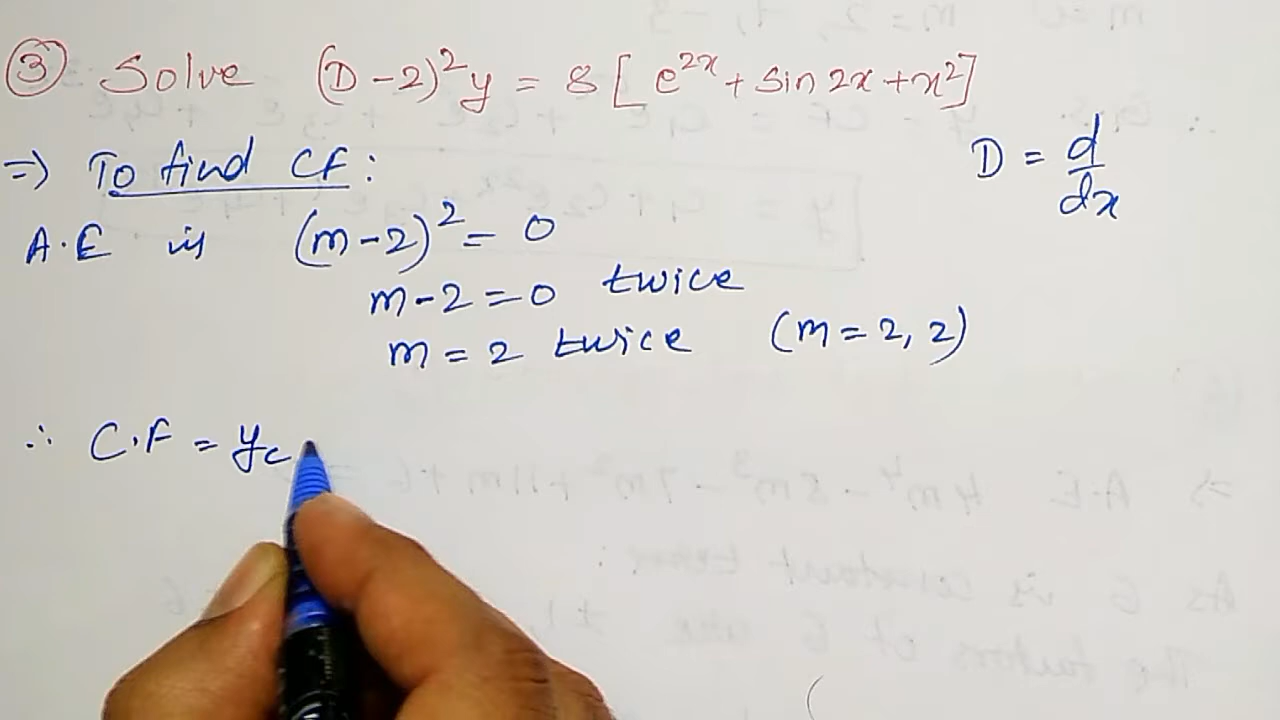 ③ Solve (D-2)²y = 8[e²ˣ + sin 2x + x²]
=> To find CF:
D = d/dx
A.E is (m-2)² = 0
m-2 = 0 twice
m = 2 twice (m = 2, 2)
∴ C.F = y_c